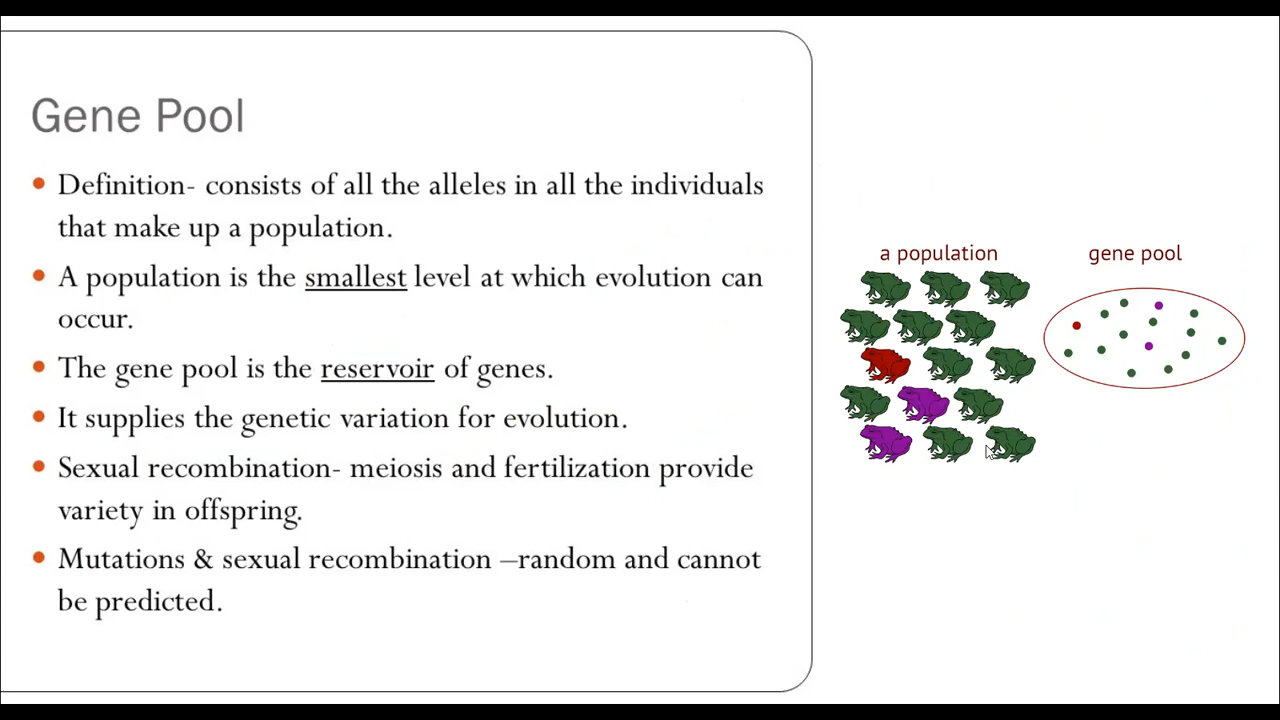 Gene Pool
Definition- consists of all the alleles in all the individuals
that make up a population.
A population is the smallest level at which evolution can
occur.
The gene pool is the reservoir of genes.
It supplies the genetic variation for evolution.
Sexual recombination- meiosis and fertilization provide
variety in offspring.
Mutations & sexual recombination –random and cannot
be predicted.
a population
gene pool